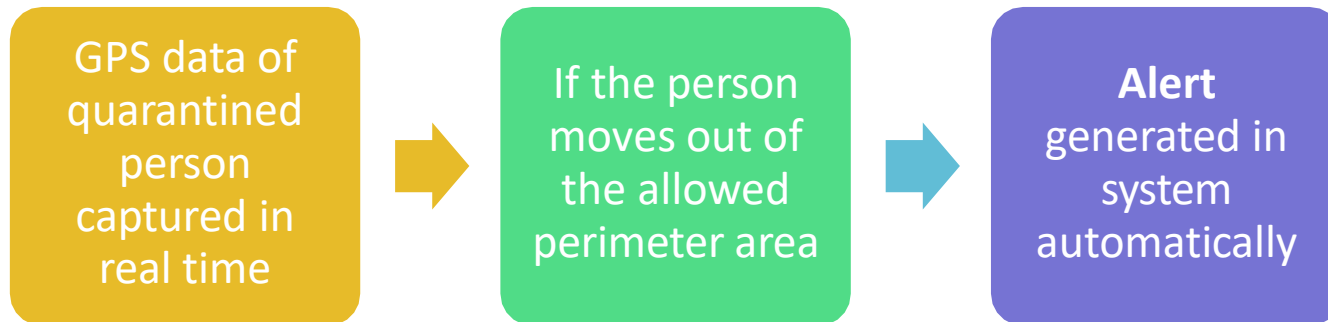 GPS data of
quarantined
person
captured in
real time
If the person
moves out of
the allowed
perimeter area
Alert
generated in
system
automatically